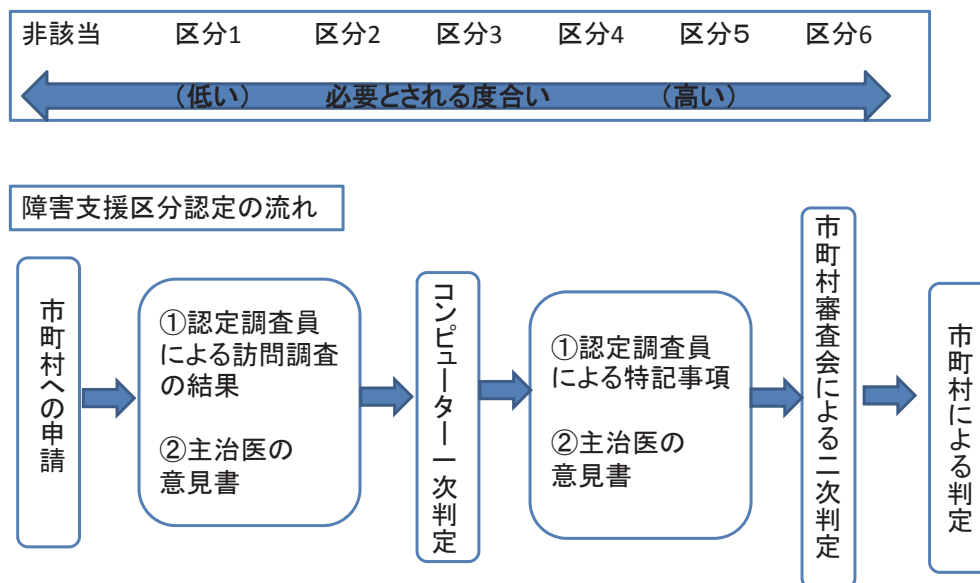 非該当 区分1 区分2 区分3 区分4 区分５ 区分6
（低い） 必要とされる度合い （高い）
障害支援区分認定の流れ
市町村への申請
①認定調査員
による訪問調査
の結果
②主治医の
意見書
コンピューター一次判定
①認定調査員
による特記事項
②主治医の
意見書
市町村審査会による二次判定
市町村による判定